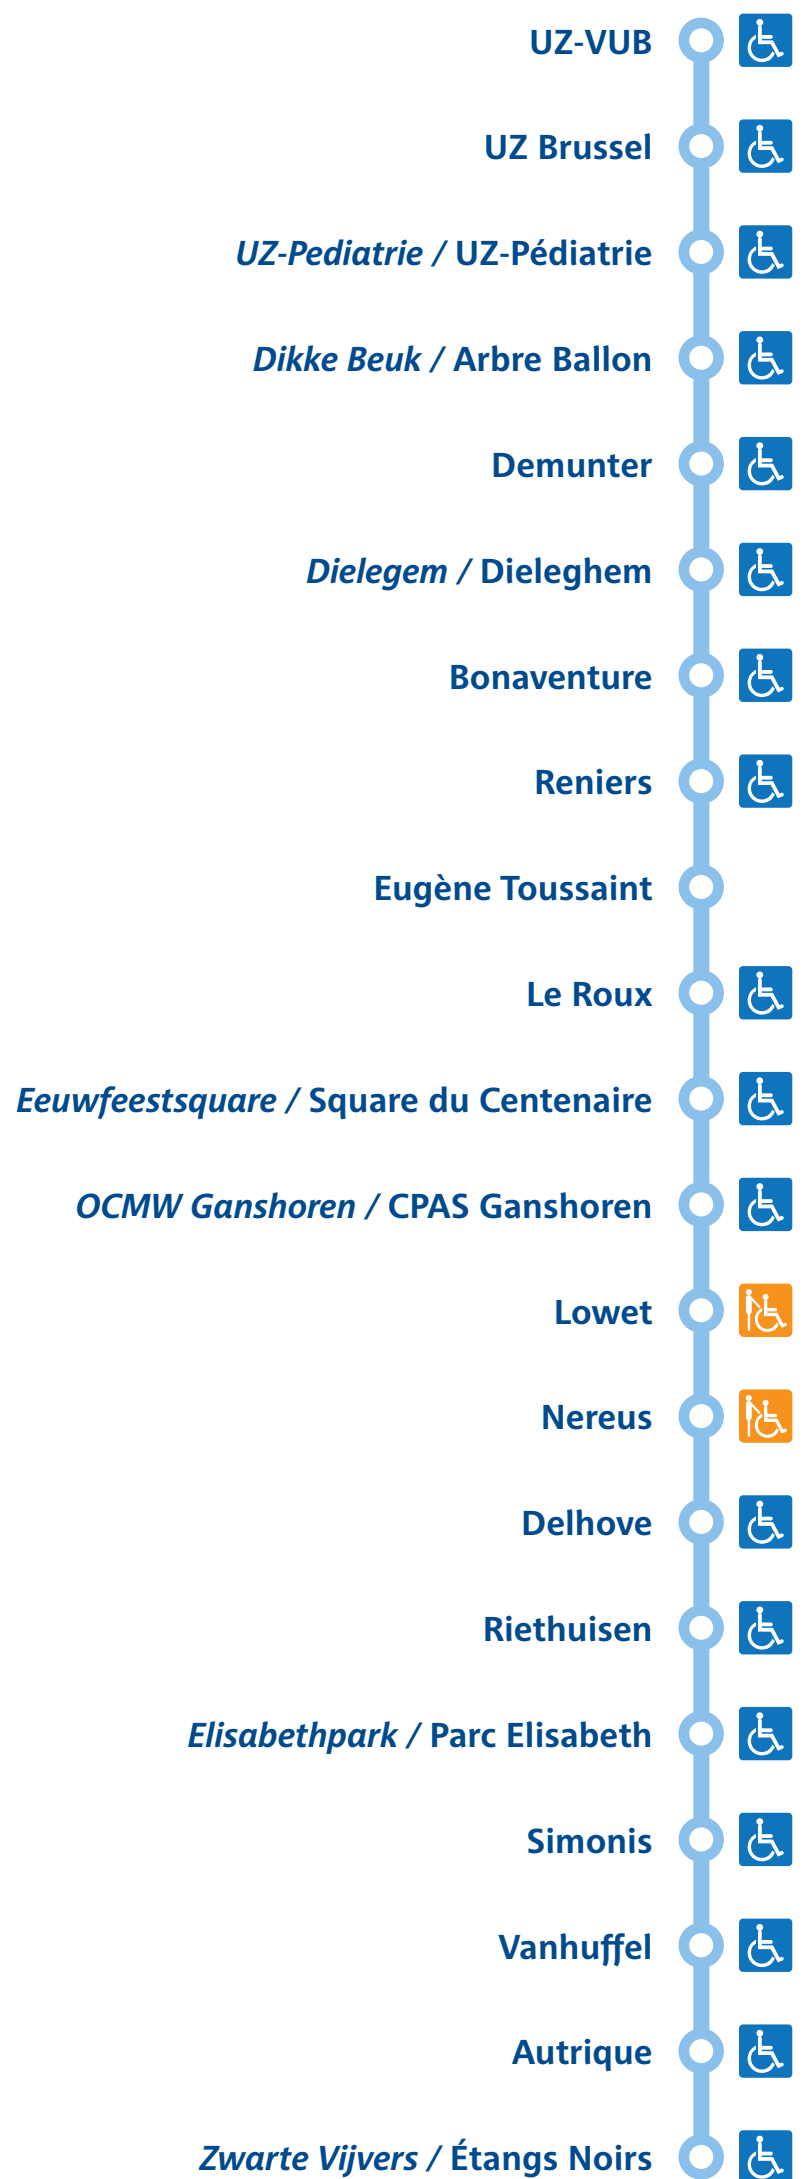 UZ-VUB
UZ Brussel
UZ-Pediatrie / UZ-Pédiatrie
Dikke Beuk / Arbre Ballon
Demunter
Dielegem / Dieleghem
Bonaventure
Reniers
Eugène Toussaint
Le Roux
Eeuwfeestsquare / Square du Centenaire
OCMW Ganshoren / CPAS Ganshoren
Lowet
Nereus
Delhove
Riethuisen
Elisabethpark / Parc Elisabeth
Simonis
Vanhuffel
Autrique
Zwarte Vijvers / Étangs Noirs